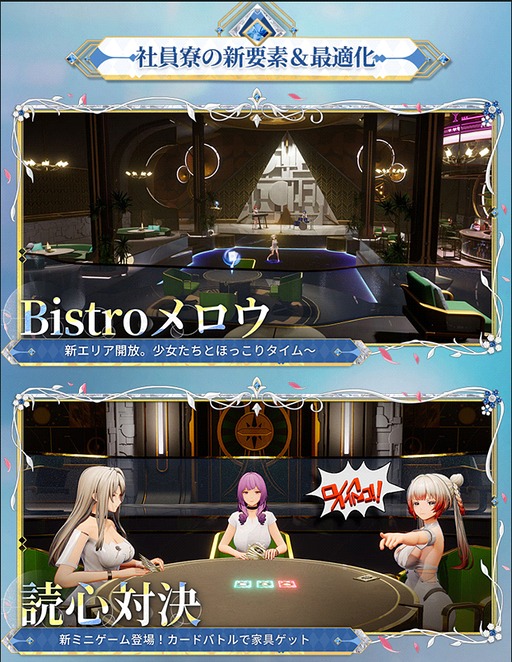 社員寮の新要素&最適化
Bistroメロウ
新エリア開放。少女たちとほっこりタイム～
読心対決
新ミニゲーム登場！カードバトルで家具ゲット